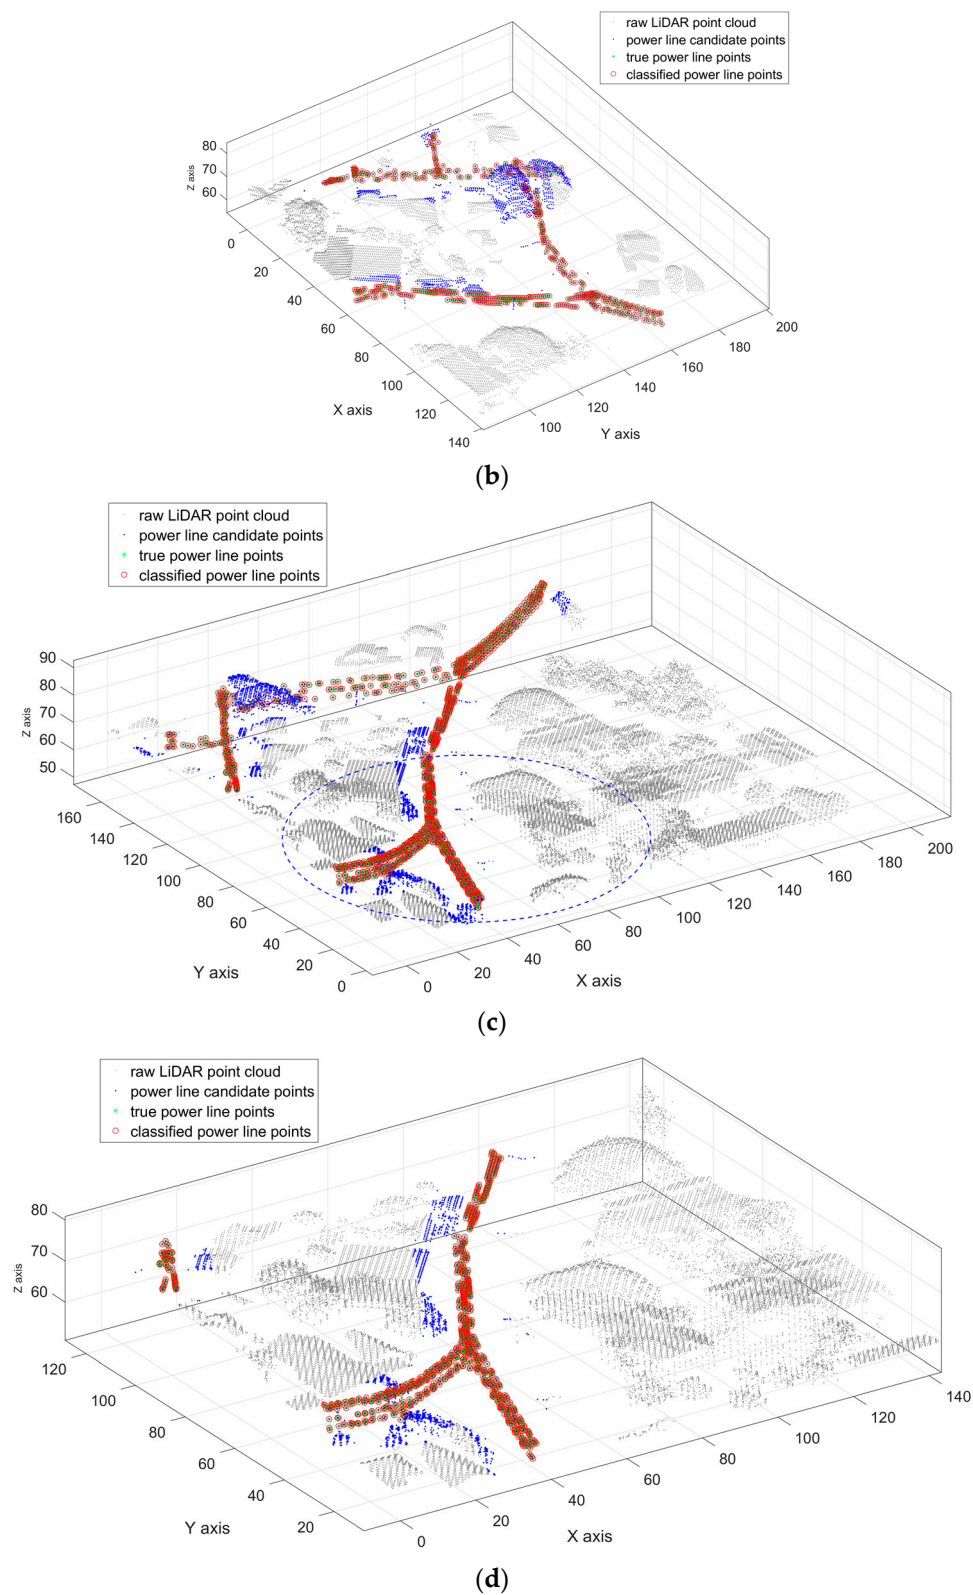 raw LiDAR point cloud
power line candidate points
true power line points
classified power line points
80
70
60
Z axis
0
20
40
60
80
100
120
140
X axis
100
120
140
160
180
200
Y axis
(b)
raw LiDAR point cloud
power line candidate points
true power line points
classified power line points
90
80
70
60
50
Z axis
160
140
120
100
80
60
40
20
0
Y axis
0
20
40
60
80
100
120
140
160
180
200
X axis
(c)
raw LiDAR point cloud
power line candidate points
true power line points
classified power line points
80
70
60
Z axis
120
100
80
60
40
20
Y axis
0
20
40
60
80
100
120
140
X axis
(d)